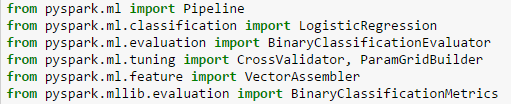 from pyspark.ml import Pipeline
from pyspark.ml.classification import LogisticRegression
from pyspark.ml.evaluation import BinaryClassificationEvaluator
from pyspark.ml.tuning import CrossValidator, ParamGridBuilder
from pyspark.ml.feature import VectorAssembler
from pyspark.mllib.evaluation import BinaryClassificationMetrics